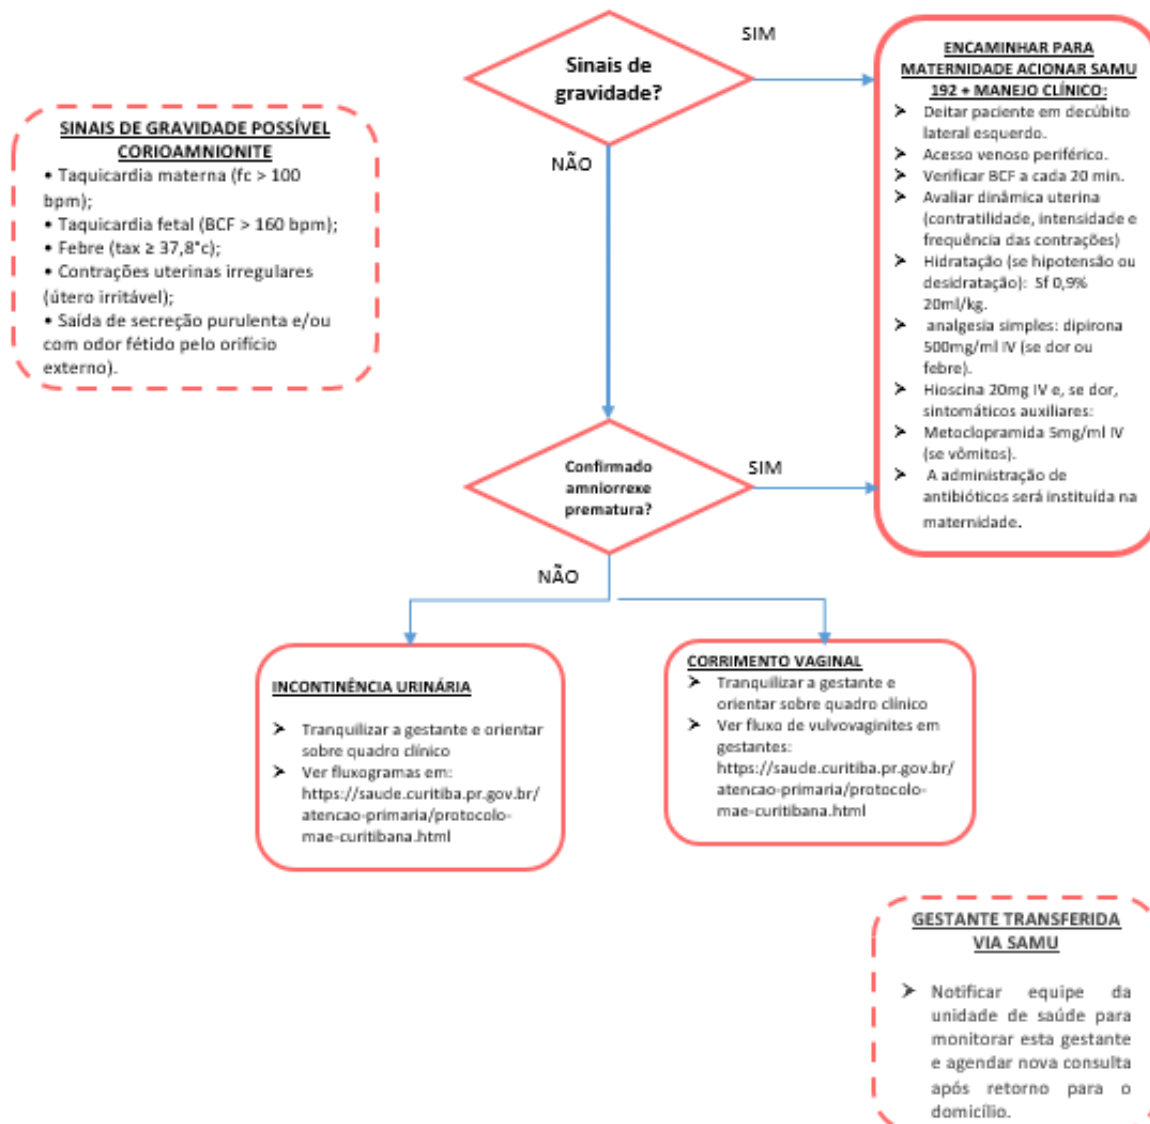 Sinais de
gravidade?
SIM
NÃO
SINAIS DE GRAVIDADE POSSÍVEL
CORIOAMNIONITE
• Taquicardia materna (fc > 100
bpm);
• Taquicardia fetal (BCF > 160 bpm);
• Febre (tax ≥ 37,8°c);
• Contrações uterinas irregulares
(útero irritável);
• Saída de secreção purulenta e/ou
com odor fétido pelo orifício
externo).
ENCAMINHAR PARA
MATERNIDADE ACIONAR SAMU
192 + MANEJO CLÍNICO:
➤ Deitar paciente em decúbito
lateral esquerdo.
➤ Acesso venoso periférico.
➤ Verificar BCF a cada 20 min.
➤ Avaliar dinâmica uterina
(contratilidade, intensidade e
frequência das contrações)
➤ Hidratação (se hipotensão ou
desidratação): Sf 0,9%
20ml/kg.
➤ analgesia simples: dipirona
500mg/ml IV (se dor ou
febre).
➤ Hioscina 20mg IV e, se dor,
sintomáticos auxiliares:
➤ Metoclopramida 5mg/ml IV
(se vômitos).
➤ A administração de
antibióticos será instituída na
maternidade.
Confirmado
amniorrexe
prematura?
SIM
NÃO
INCONTINÊNCIA URINÁRIA
➤ Tranquilizar a gestante e orientar
sobre quadro clínico
➤ Ver fluxogramas em:
https://saude.curitiba.pr.gov.br/
atencao-primaria/protocolo-
mae-curitibana.html
CORRIMENTO VAGINAL
➤ Tranquilizar a gestante e
orientar sobre quadro clínico
➤ Ver fluxo de vulvovaginites em
gestantes:
https://saude.curitiba.pr.gov.br/
atencao-primaria/protocolo-
mae-curitibana.html
GESTANTE TRANSFERIDA
VIA SAMU
➤ Notificar equipe da
unidade de saúde para
monitorar esta gestante
e agendar nova consulta
após retorno para o
domicílio.